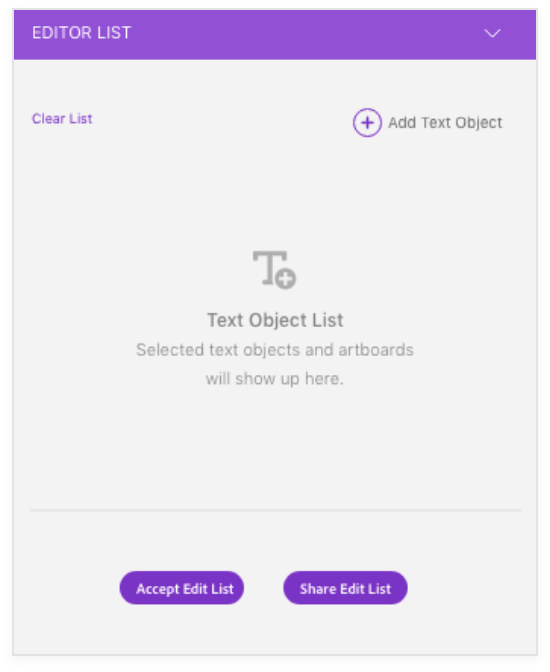 EDITOR LIST
Clear List
Add Text Object
Text Object List
Selected text objects and artboards
will show up here.
Accept Edit List
Share Edit List